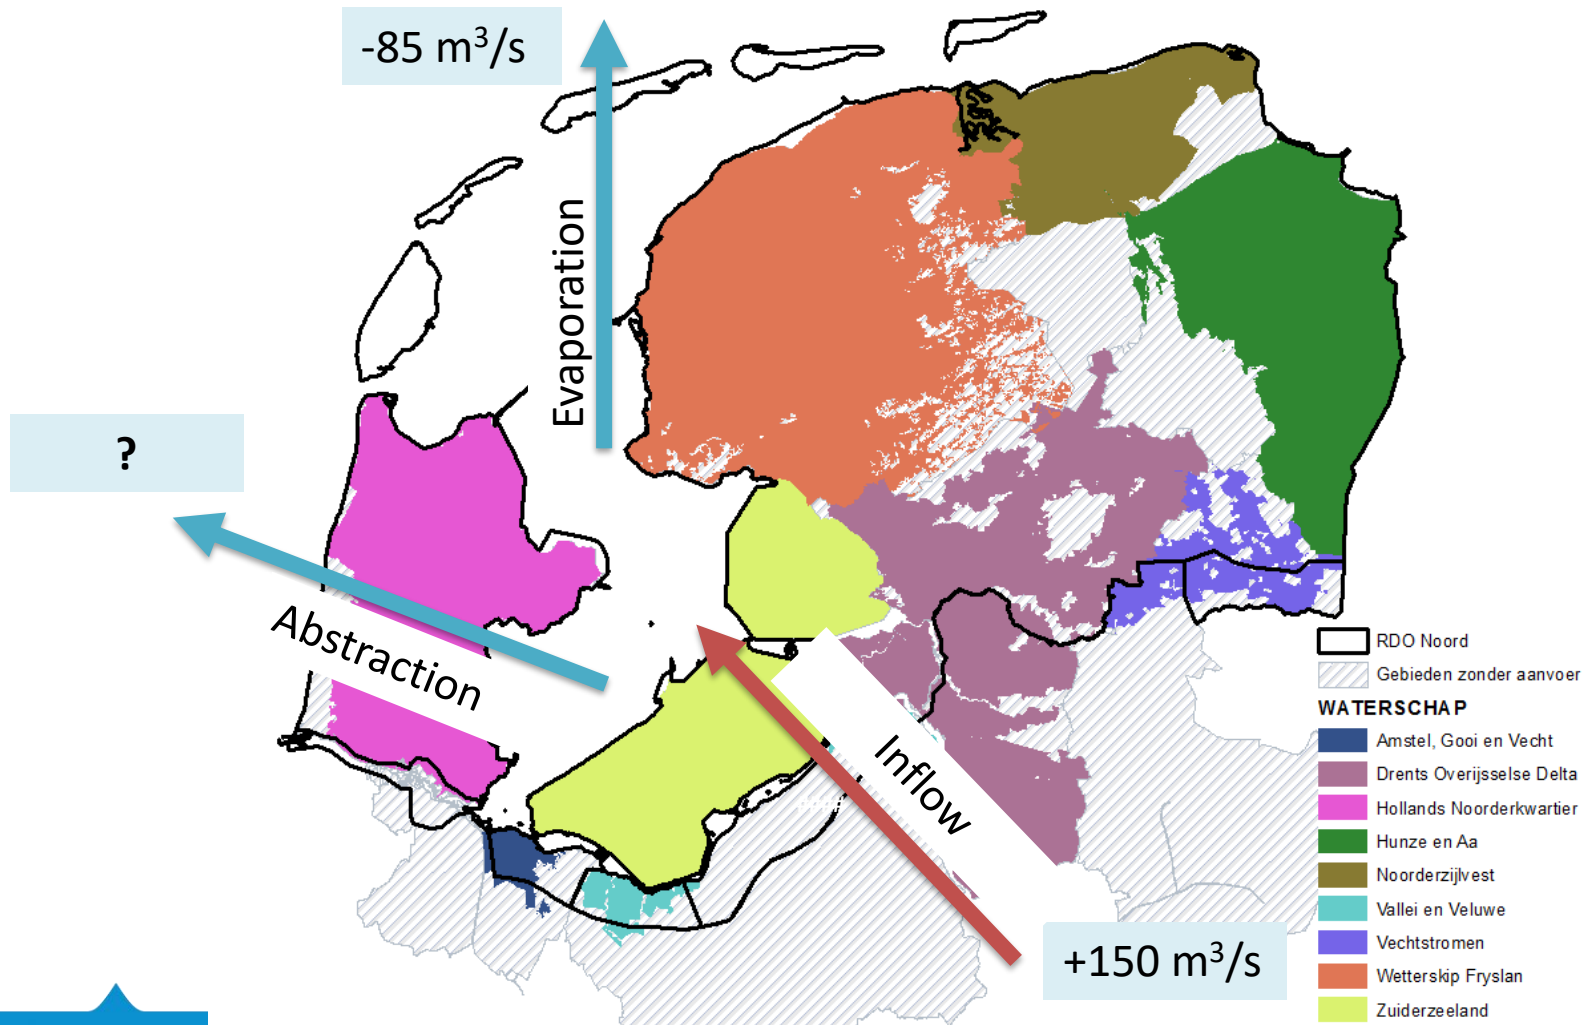 -85 m³/s
Evaporation
?
Abstraction
Inflow
+150 m³/s
RDO Noord
Gebieden zonder aanvoer
WATERSCHAP
Amstel, Gooi en Vecht
Drents Overijsselse Delta
Hollands Noorderkwartier
Hunze en Aa
Noorderzijlvest
Vallei en Veluwe
Vechtstromen
Wetterskip Fryslan
Zuiderzeeland